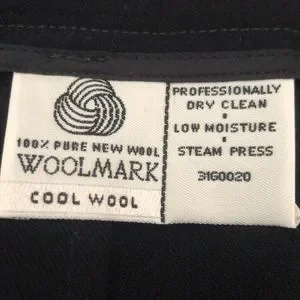 100% PURE NEW WOOL
WOOLMARK
COOL WOOL
PROFESSIONALLY
DRY CLEAN
• LOW MOISTURE •
STEAM PRESS
31G0020